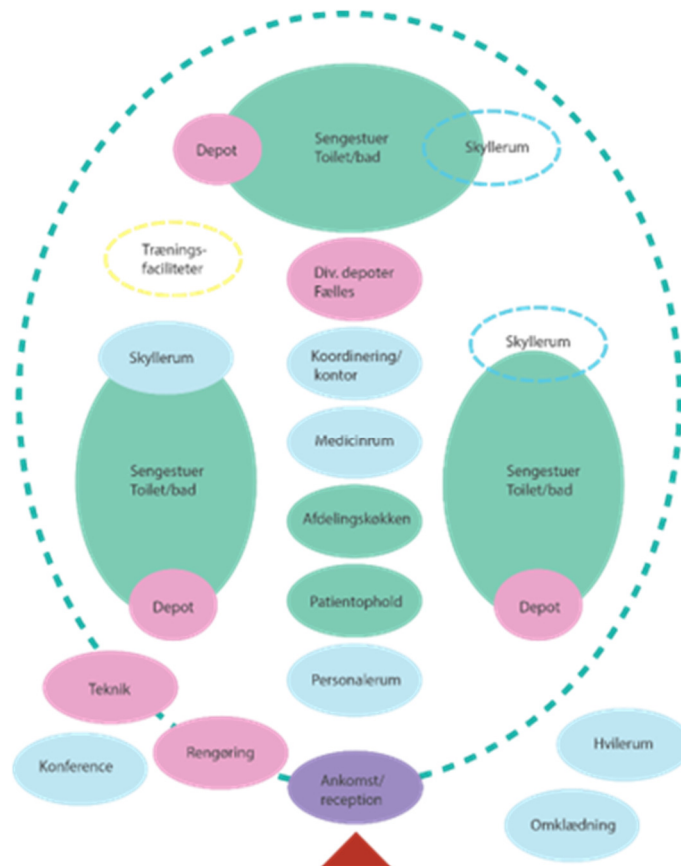 Depot
Sengestuer
Toilet/bad
Skyllerum
Trænings-
faciliteter
Div. depoter
Fælles
Skyllerum
Koordinering/
kontor
Skyllerum
Medicinrum
Sengestuer
Toilet/bad
Sengestuer
Toilet/bad
Afdelingskøkken
Patientophold
Depot
Depot
Personalerum
Teknik
Rengøring
Konference
Ankomst/
reception
Hvilerum
Omklædning